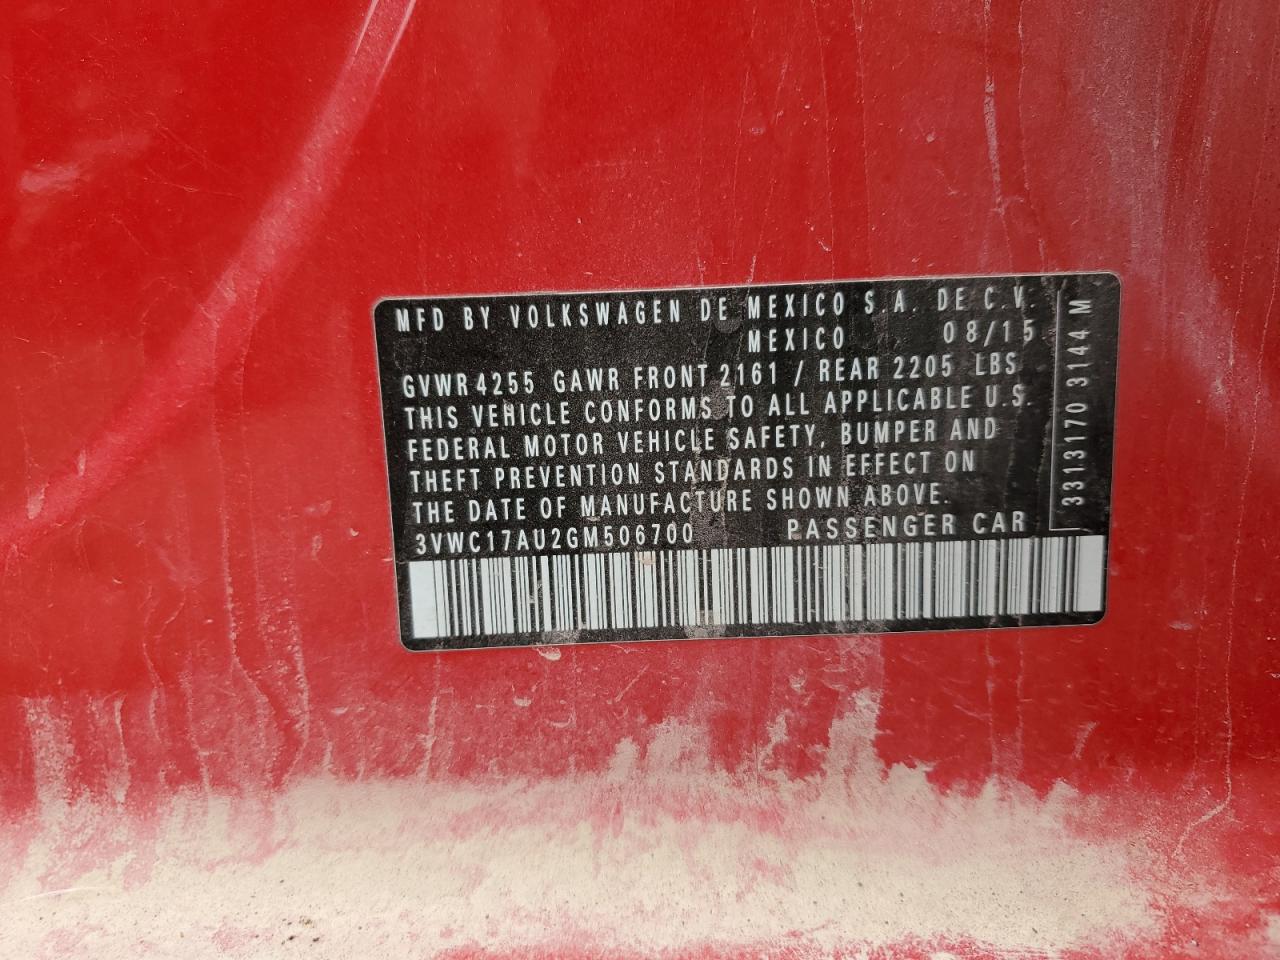 MFD BY VOLKSWAGEN DE MEXICO S.A. DE C.V.
MEXICO 08/15
GVWR 4255 GAWR FRONT 2161 / REAR 2205 LBS
THIS VEHICLE CONFORMS TO ALL APPLICABLE U.S.
FEDERAL MOTOR VEHICLE SAFETY, BUMPER AND
THEFT PREVENTION STANDARDS IN EFFECT ON
THE DATE OF MANUFACTURE SHOWN ABOVE.
3VWC17AU2GM506700 PASSENGER CAR
3313170 3144 M